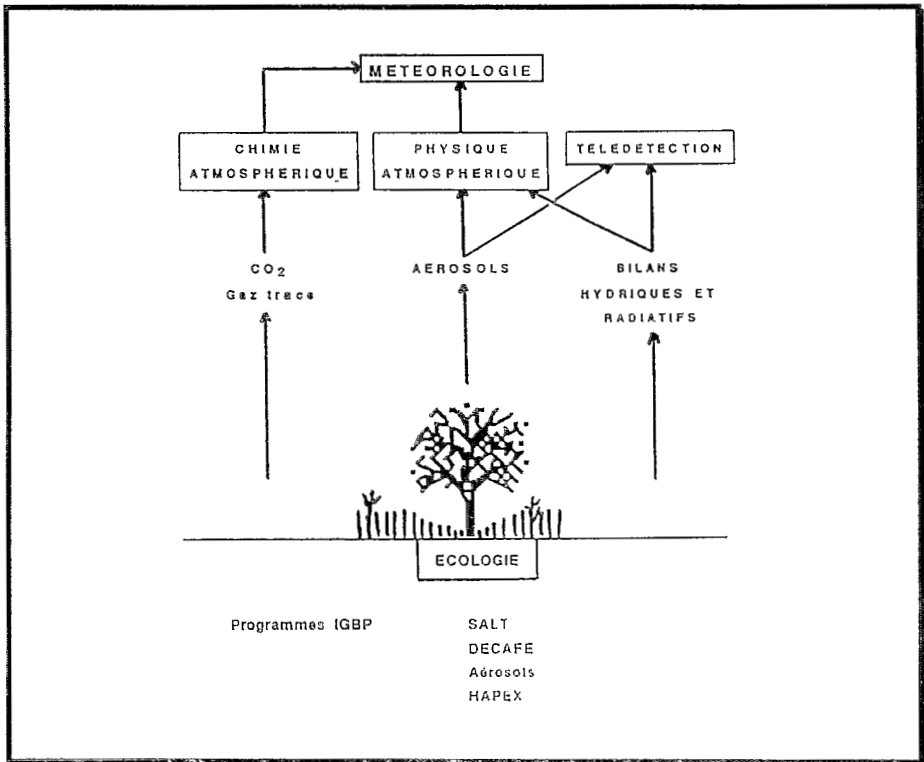 METEOROLOGIE
CHIMIE
ATMOSPHERIQUE
PHYSIQUE
ATMOSPHERIQUE
TELEDETECTION
CO₂
Gaz trace
AEROSOLS
BILANS
HYDRIQUES ET
RADIATIFS
ECOLOGIE
Programmes IGBP
SALT
DECAFE
Aérosols
HAPEX